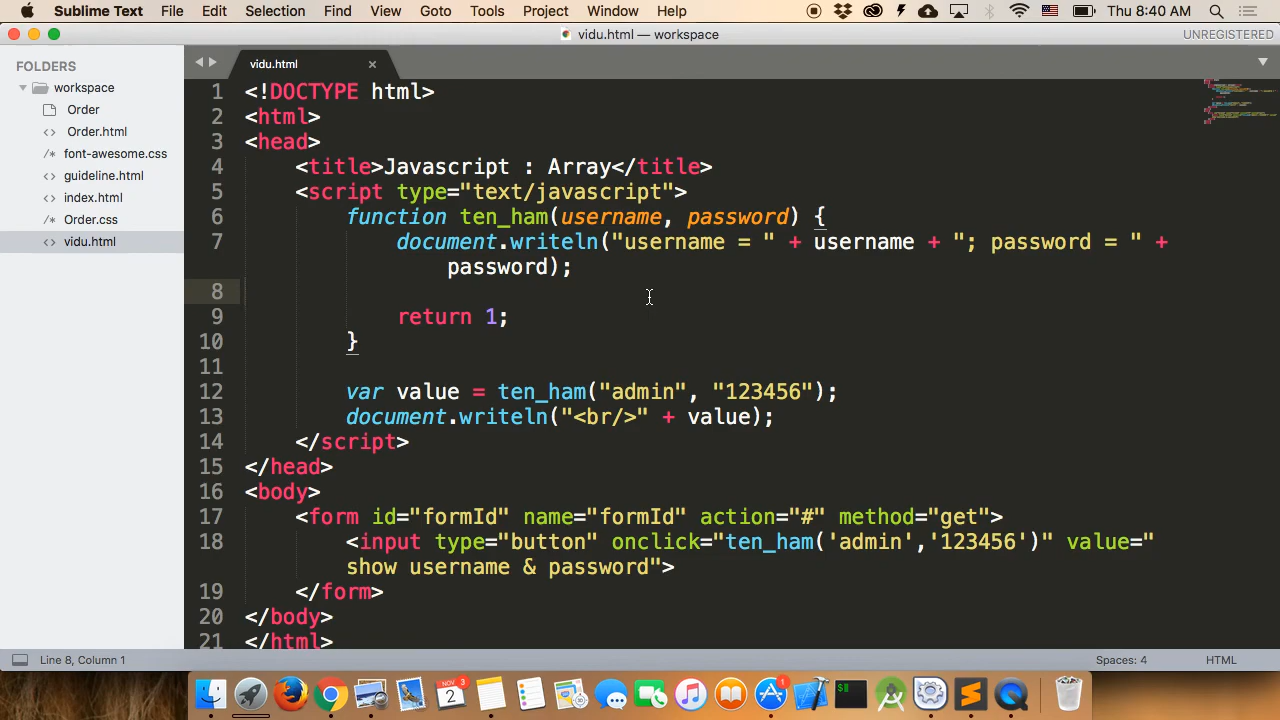 Sublime Text File Edit Selection Find View Goto Tools Project Window Help Thu 8:40 AM
vidu.html — workspace UNREGISTERED
FOLDERS
workspace
Order
Order.html
font-awesome.css
guideline.html
index.html
Order.css
vidu.html
vidu.html
1 <!DOCTYPE html>
2 <html>
3 <head>
4 <title>Javascript : Array</title>
5 <script type="text/javascript">
6 function ten_ham(username, password) {
7 document.writeln("username = " + username + "; password = " +
password);
8
9 return 1;
10 }
11
12 var value = ten_ham("admin", "123456");
13 document.writeln("<br/>" + value);
14 </script>
15 </head>
16 <body>
17 <form id="formId" name="formId" action="#" method="get">
18 <input type="button" onclick="ten_ham('admin','123456')" value="
show username & password">
19 </form>
20 </body>
21 </html>
Line 8, Column 1 Spaces: 4 HTML
NOV 3
2
1